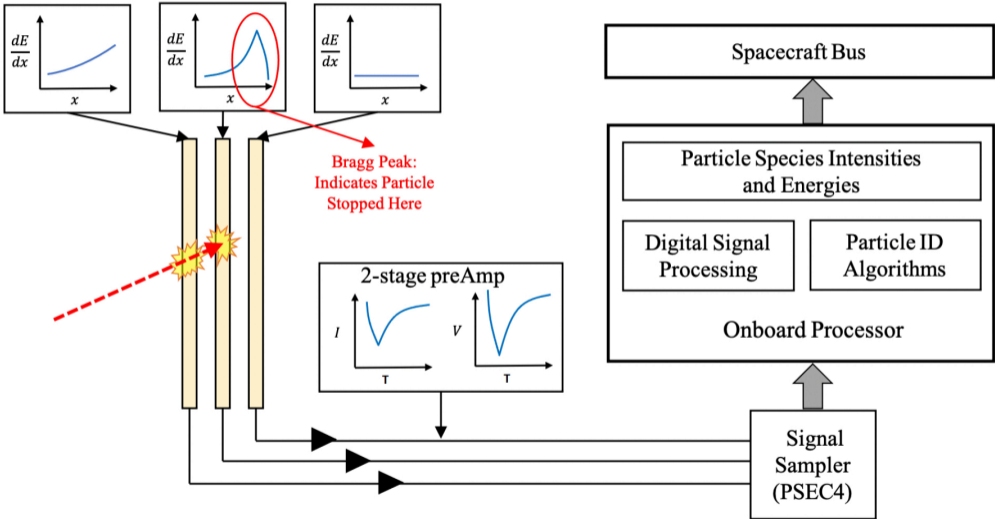 dE
dx
x
dE
dx
x
dE
dx
x
Bragg Peak:
Indicates Particle
Stopped Here
2-stage preAmp
I
T
V
T
Spacecraft Bus
Particle Species Intensities
and Energies
Digital Signal
Processing
Particle ID
Algorithms
Onboard Processor
Signal
Sampler
(PSEC4)